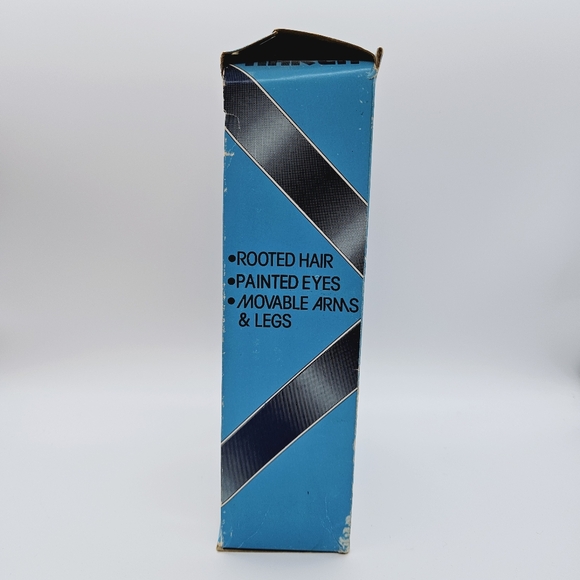 •ROOTED HAIR
•PAINTED EYES
•MOVABLE ARMS
& LEGS